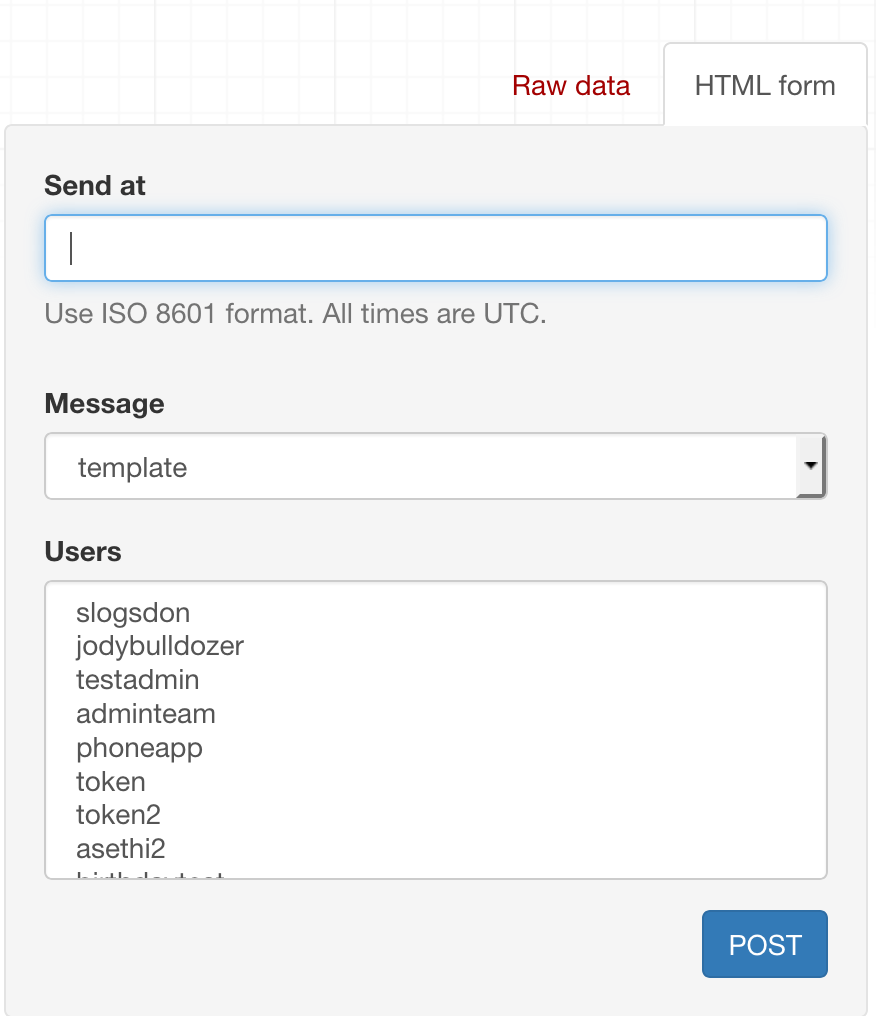 Raw data
HTML form
Send at
Use ISO 8601 format. All times are UTC.
Message
template
Users
slogsdon
jodybulldozer
testadmin
adminteam
phoneapp
token
token2
asethi2
birthdaytest
POST